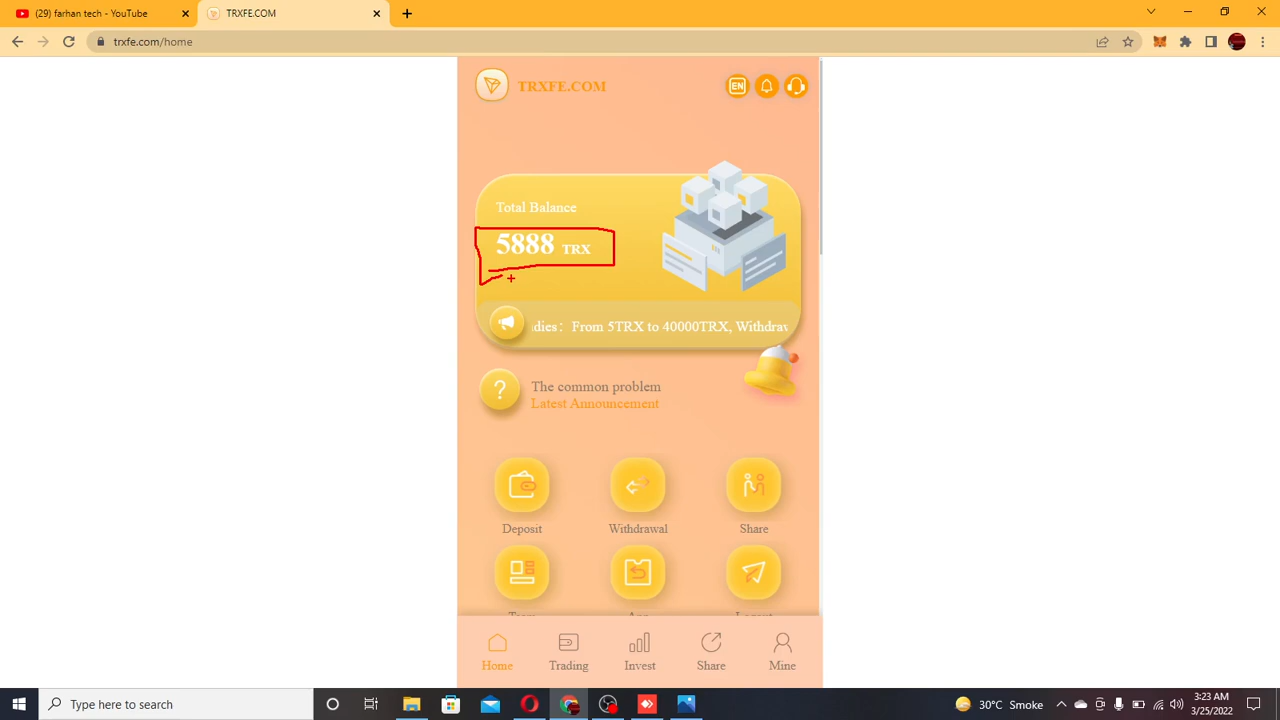 (29) farhan tech - YouTube
TRXFE.COM
trxfe.com/home
TRXFE.COM
EN
Total Balance
5888 TRX
dies：From 5TRX to 40000TRX, Withdraw
?
The common problem
Latest Announcement
Deposit
Withdrawal
Share
Home
Trading
Invest
Share
Mine
Type here to search
30°C Smoke
3:23 AM
3/25/2022